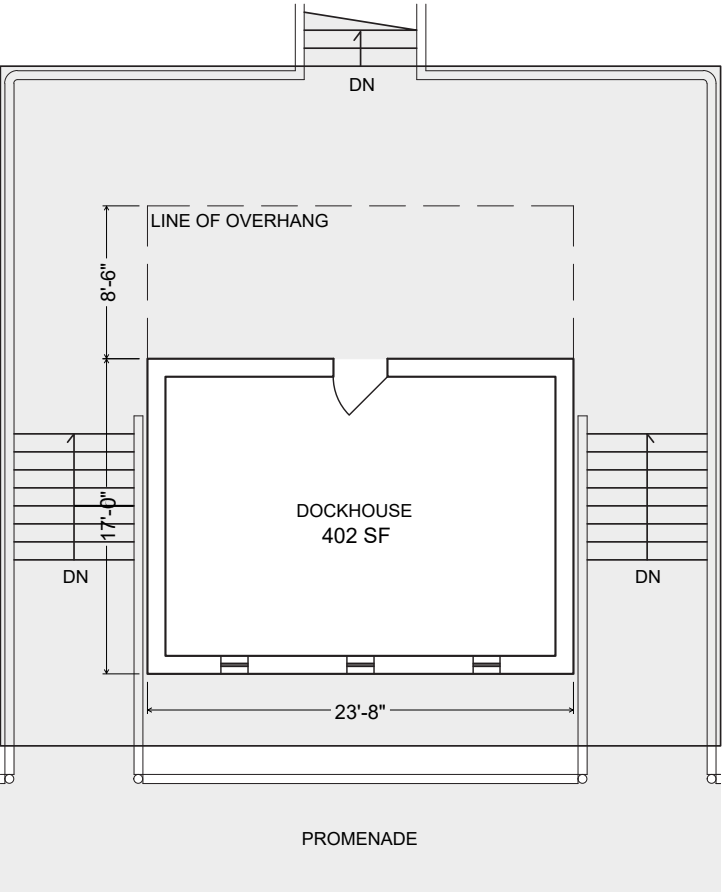 DN
LINE OF OVERHANG
8'-6"
17'-0"
DOCKHOUSE
402 SF
DN
DN
23'-8"
PROMENADE